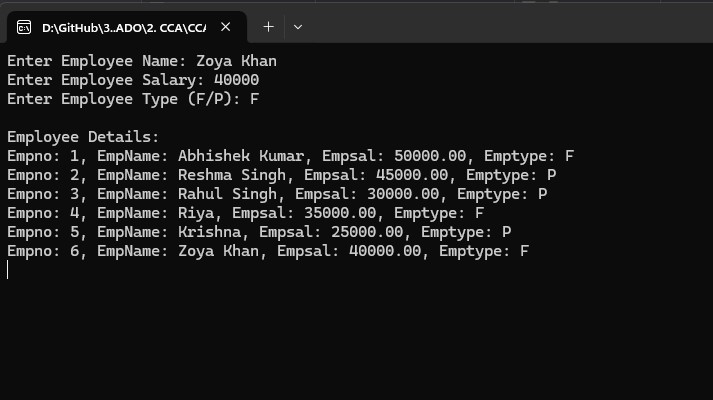 D:\GitHub\3..ADO\2. CCA\CCA
Enter Employee Name: Zoya Khan
Enter Employee Salary: 40000
Enter Employee Type (F/P): F
Employee Details:
Empno: 1, EmpName: Abhishek Kumar, Empsal: 50000.00, Emptype: F
Empno: 2, EmpName: Reshma Singh, Empsal: 45000.00, Emptype: P
Empno: 3, EmpName: Rahul Singh, Empsal: 30000.00, Emptype: P
Empno: 4, EmpName: Riya, Empsal: 35000.00, Emptype: F
Empno: 5, EmpName: Krishna, Empsal: 25000.00, Emptype: P
Empno: 6, EmpName: Zoya Khan, Empsal: 40000.00, Emptype: F